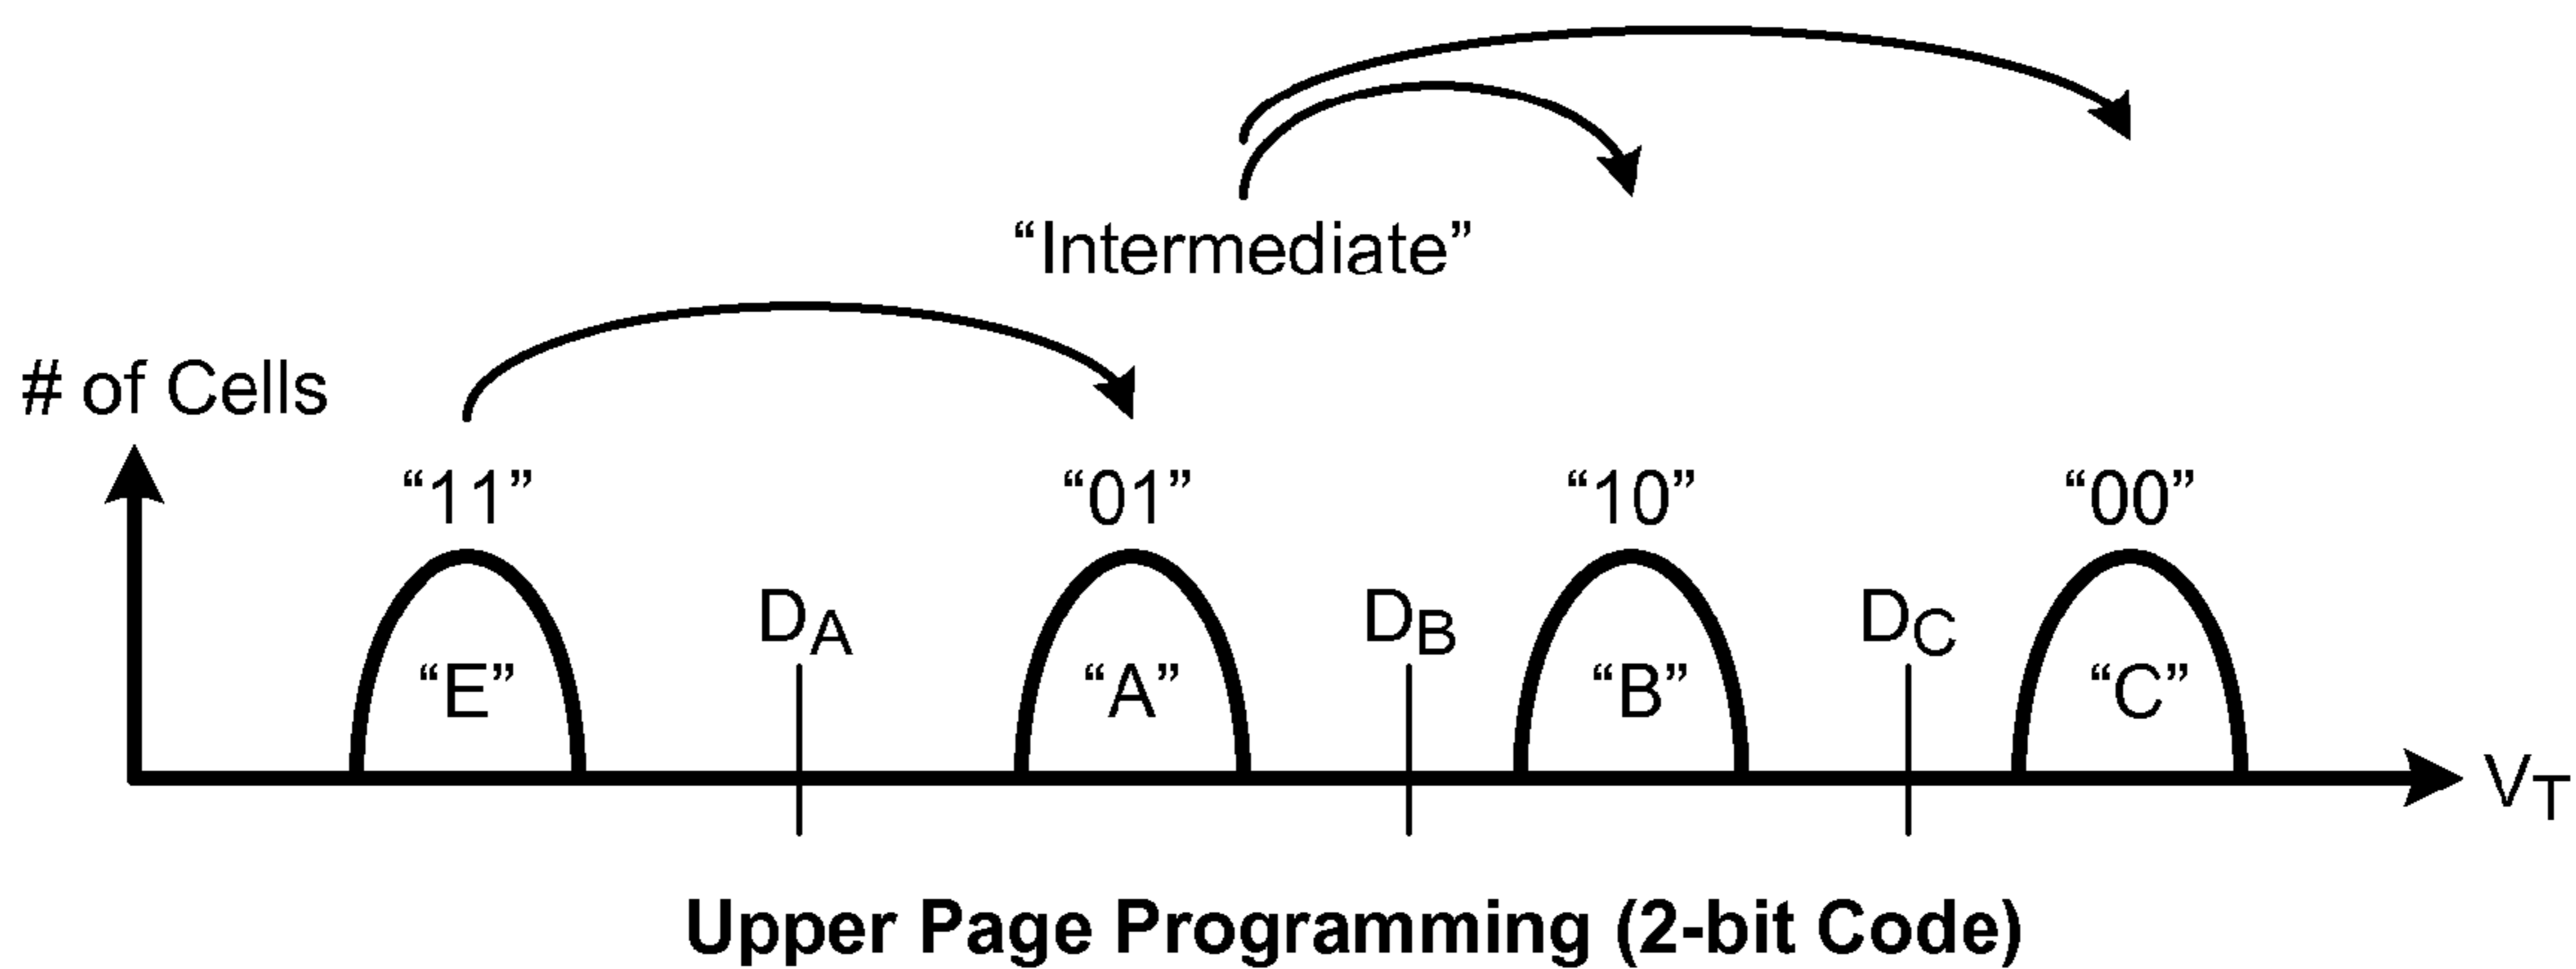 “Intermediate”
# of Cells
“11” “01” “10” “00”
DA DB DC
“E” “A” “B” “C”
VT
Upper Page Programming (2-bit Code)